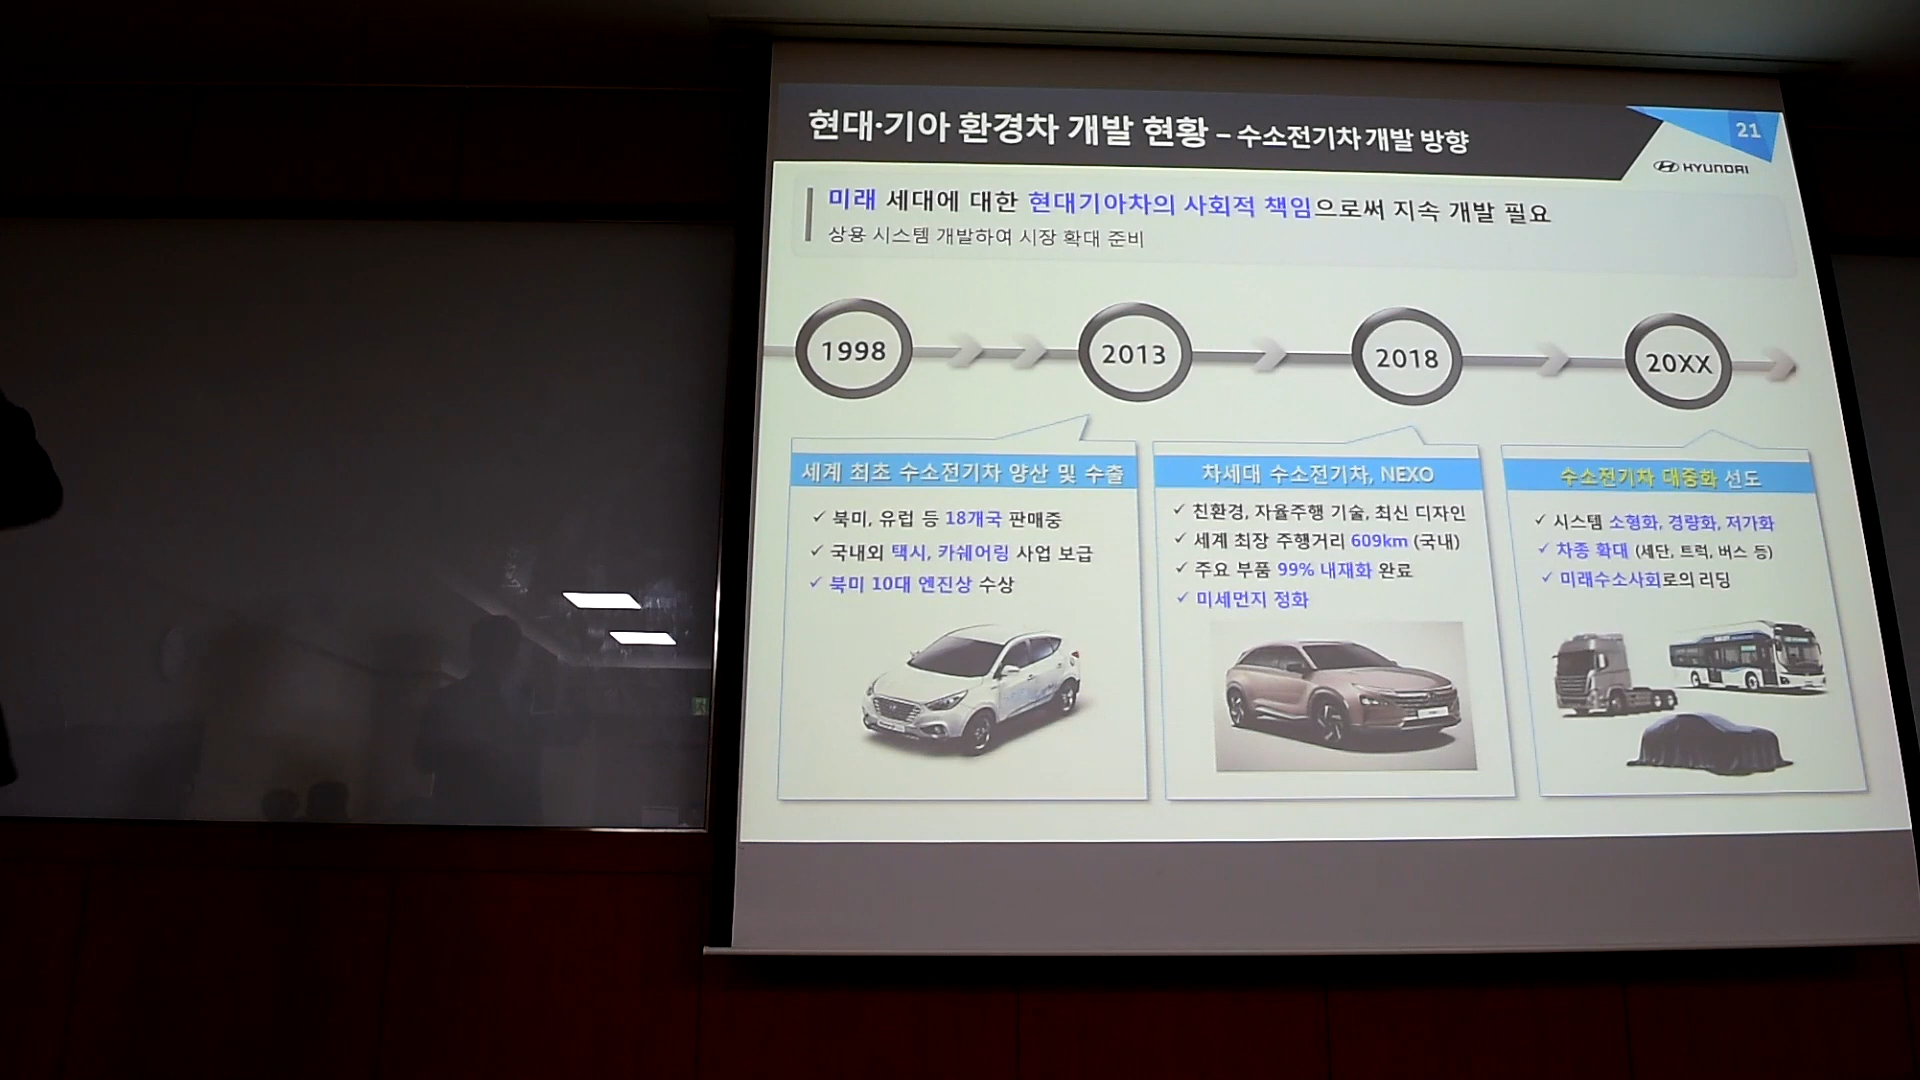 현대·기아 환경차 개발 현황 – 수소전기차 개발 방향
21
HYUNDAI
미래 세대에 대한 현대기아차의 사회적 책임으로써 지속 개발 필요
상용 시스템 개발하여 시장 확대 준비
1998
2013
2018
20XX
세계 최초 수소전기차 양산 및 수출
✓ 북미, 유럽 등 18개국 판매중
✓ 국내외 택시, 카쉐어링 사업 보급
✓ 북미 10대 엔진상 수상
차세대 수소전기차, NEXO
✓ 친환경, 자율주행 기술, 최신 디자인
✓ 세계 최장 주행거리 609km (국내)
✓ 주요 부품 99% 내재화 완료
✓ 미세먼지 정화
수소전기차 대중화 선도
✓ 시스템 소형화, 경량화, 저가화
✓ 차종 확대 (세단, 트럭, 버스 등)
✓ 미래수소사회로의 리딩